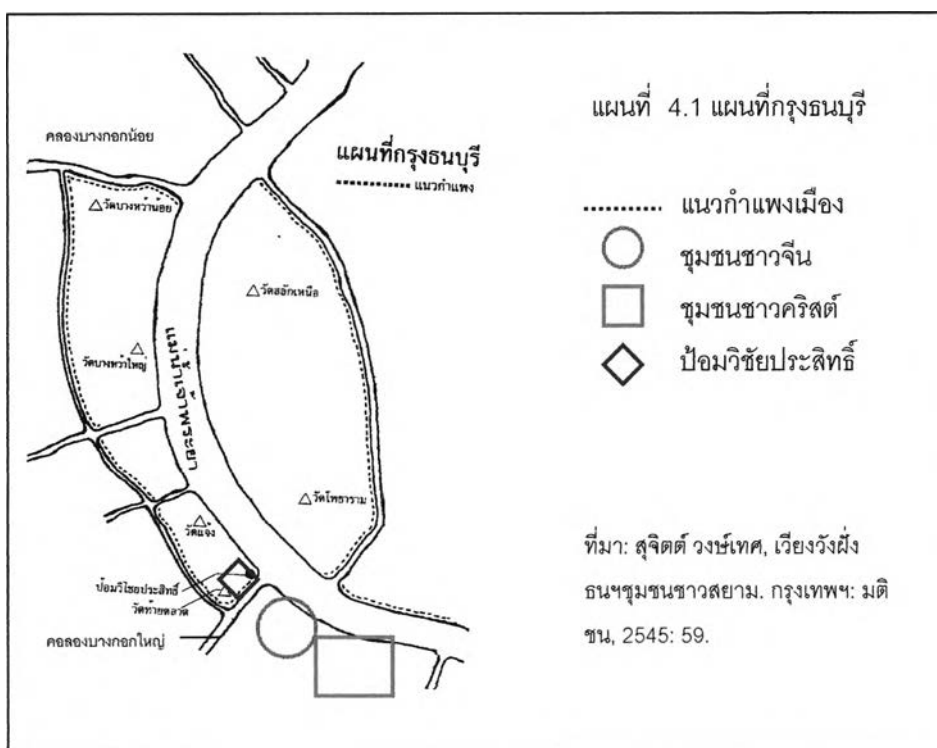 แผนที่ 4.1 แผนที่กรุงธนบุรี
คลองบางกอกน้อย
แผนที่กรุงธนบุรี
แนวกำแพง
วัดบางหว้าน้อย
วัดสลักเหนือ
วัดบางหว้าใหญ่
แม่น้ำเจ้าพระยา
วัดโพธาราม
วัดแจ้ง
ป้อมวิไชยประสิทธิ์
วัดท้ายตลาด
คอลองบางกอกใหญ่
แนวกำแพงเมือง
ชุมชนชาวจีน
ชุมชนชาวคริสต์
ป้อมวิชัยประสิทธิ์
ที่มา: สุจิตต์ วงษ์เทศ, เวียงวังฝั่ง
ธนฯชุมชนชาวสยาม. กรุงเทพฯ: มติ
ชน, 2545: 59.